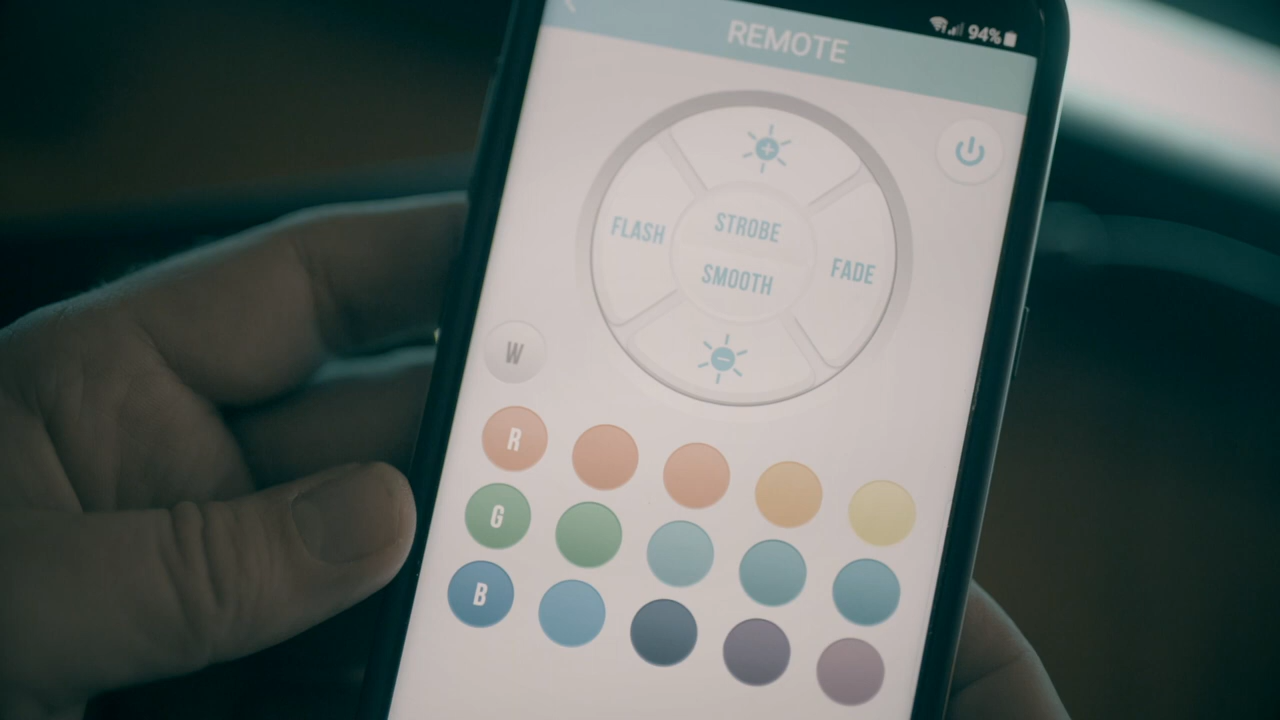 94%
REMOTE
FLASH
STROBE
SMOOTH
FADE
W
R
G
B